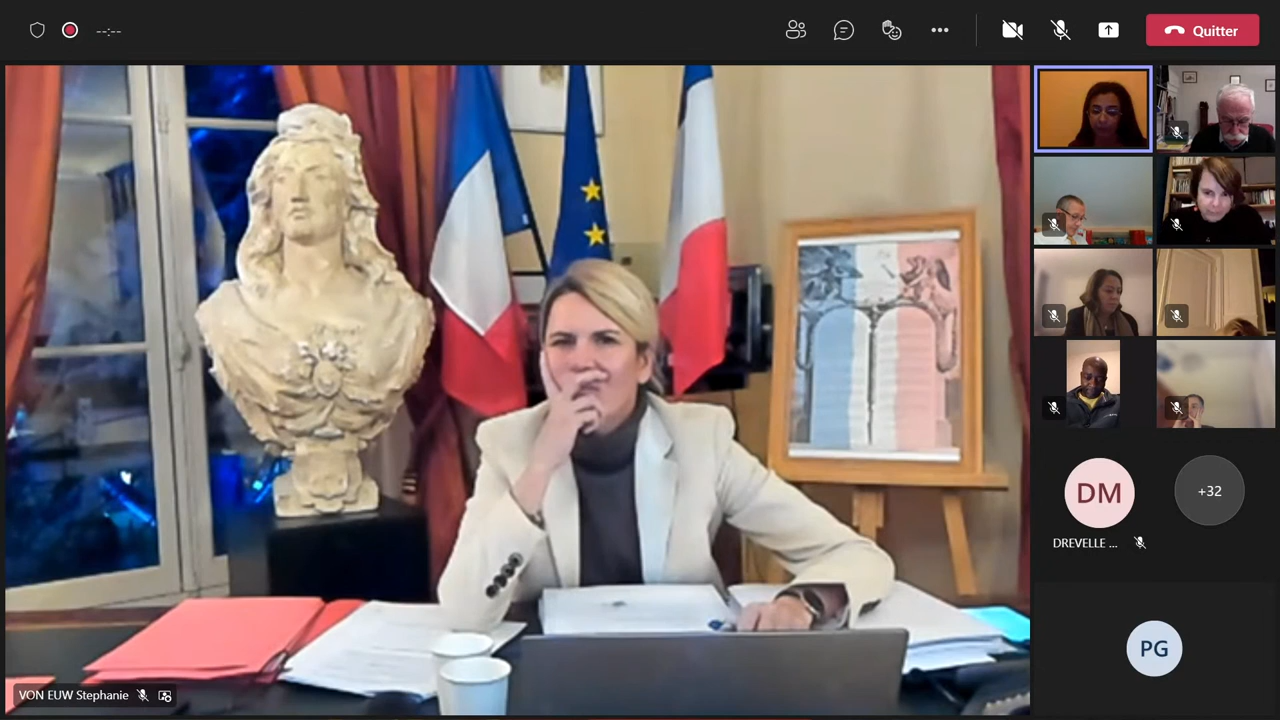 --:--
Quitter
VON EUW Stephanie
DM
+32
DREVELLE ...
PG